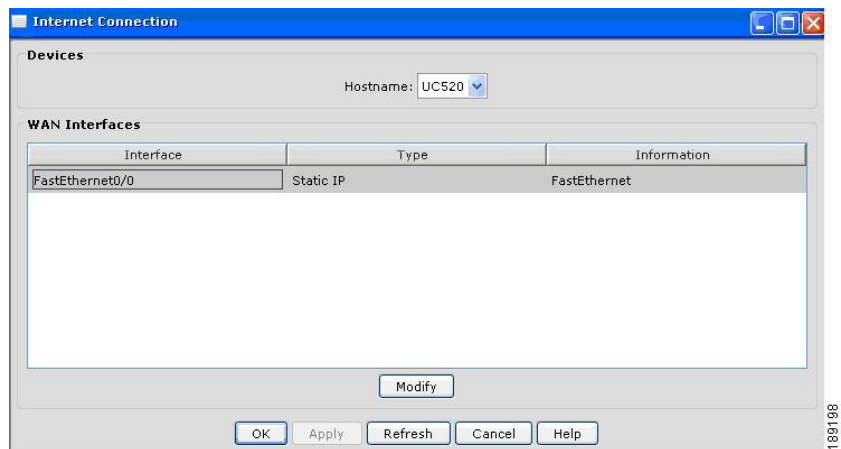 Internet Connection
Devices
Hostname: UC520
WAN Interfaces
Interface Type Information
FastEthernet0/0 Static IP FastEthernet
Modify
OK Apply Refresh Cancel Help
189198